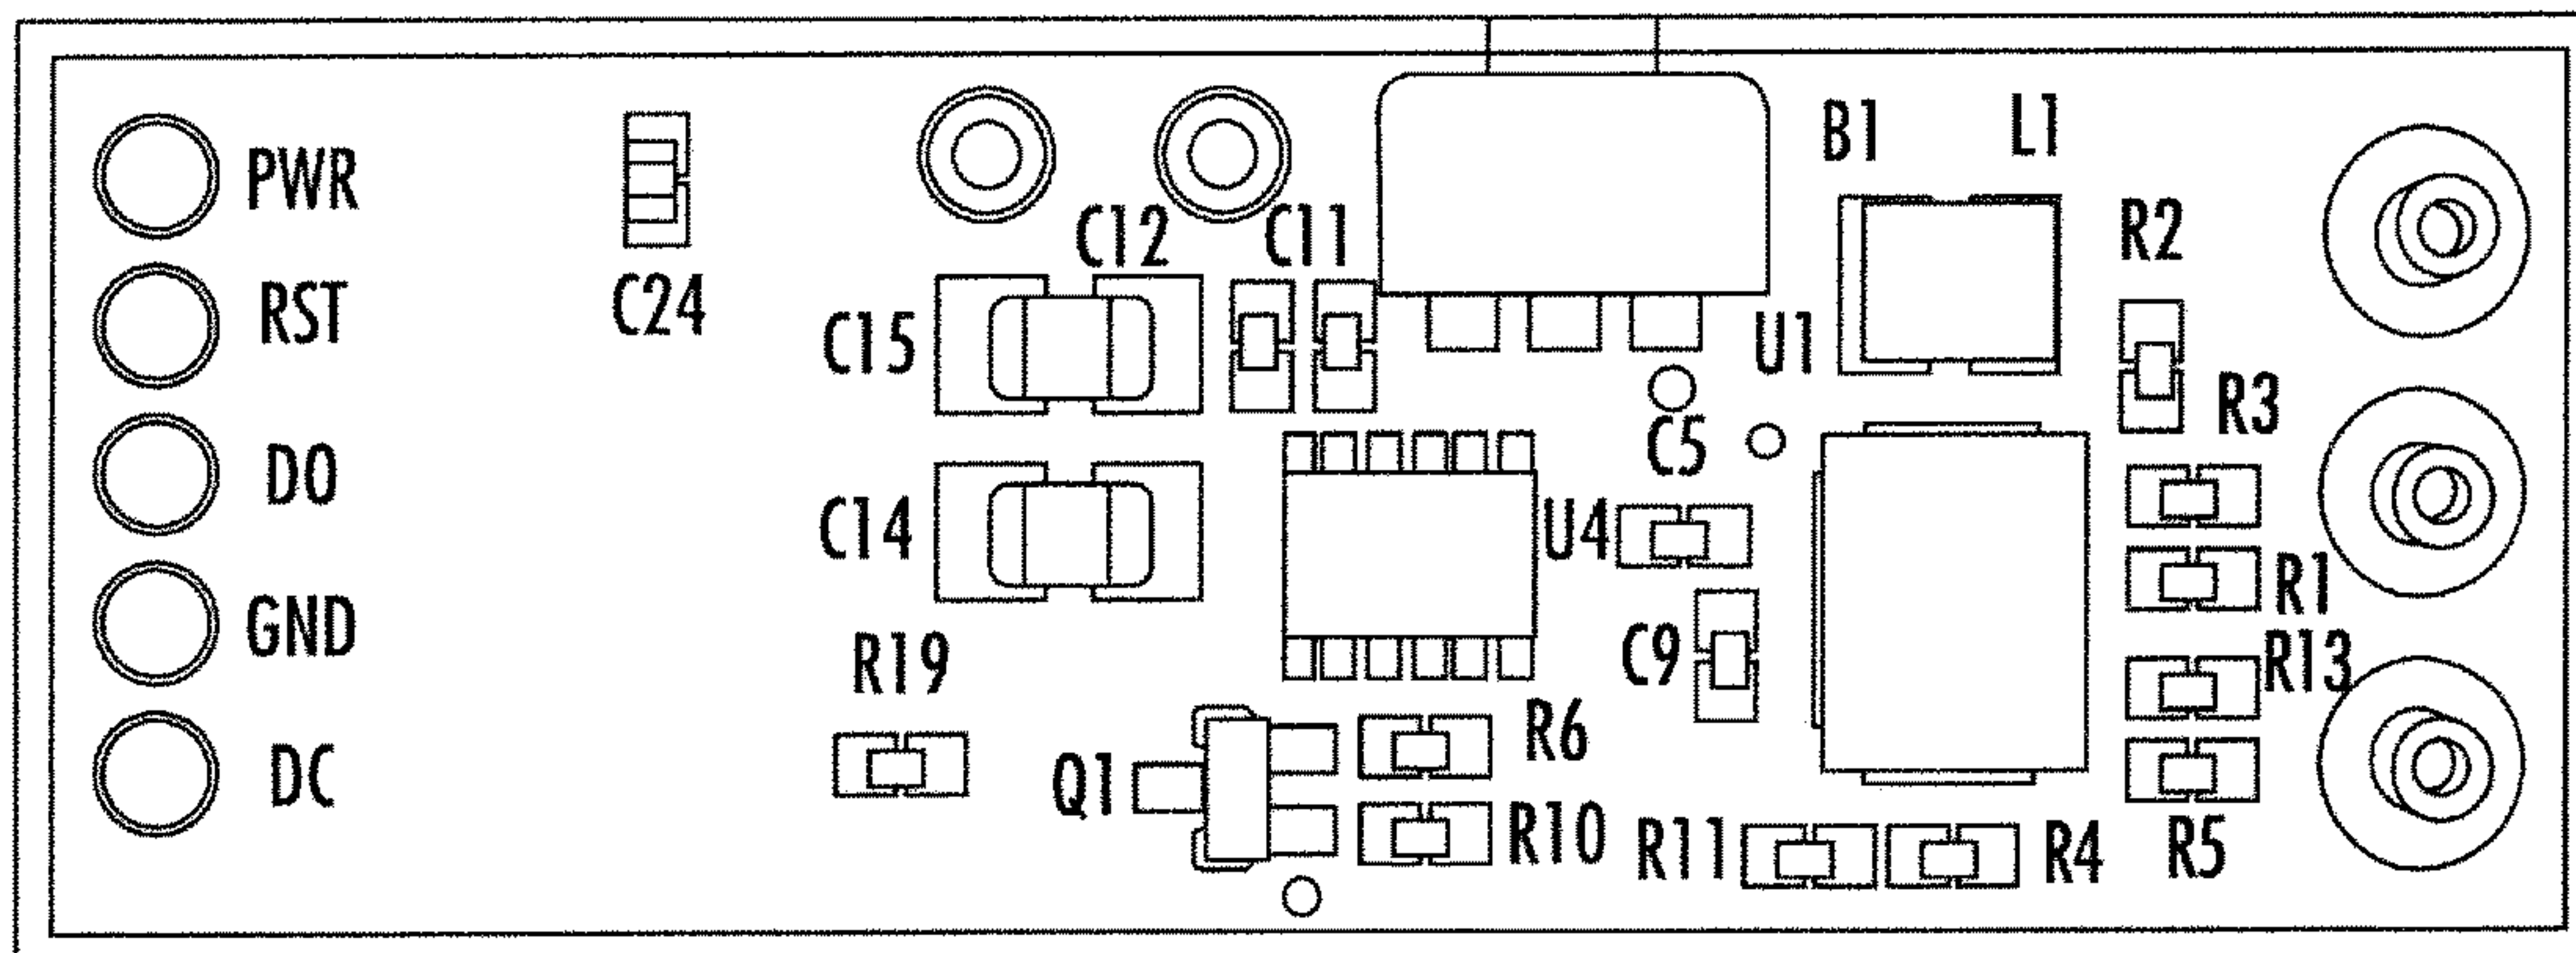 PWR
RST
DO
GND
DC
C24
C12
C11
C15
C14
R19
Q1
B1
L1
U1
C5
U4
C9
R6
R10
R11
R4
R2
R3
R1
R13
R5